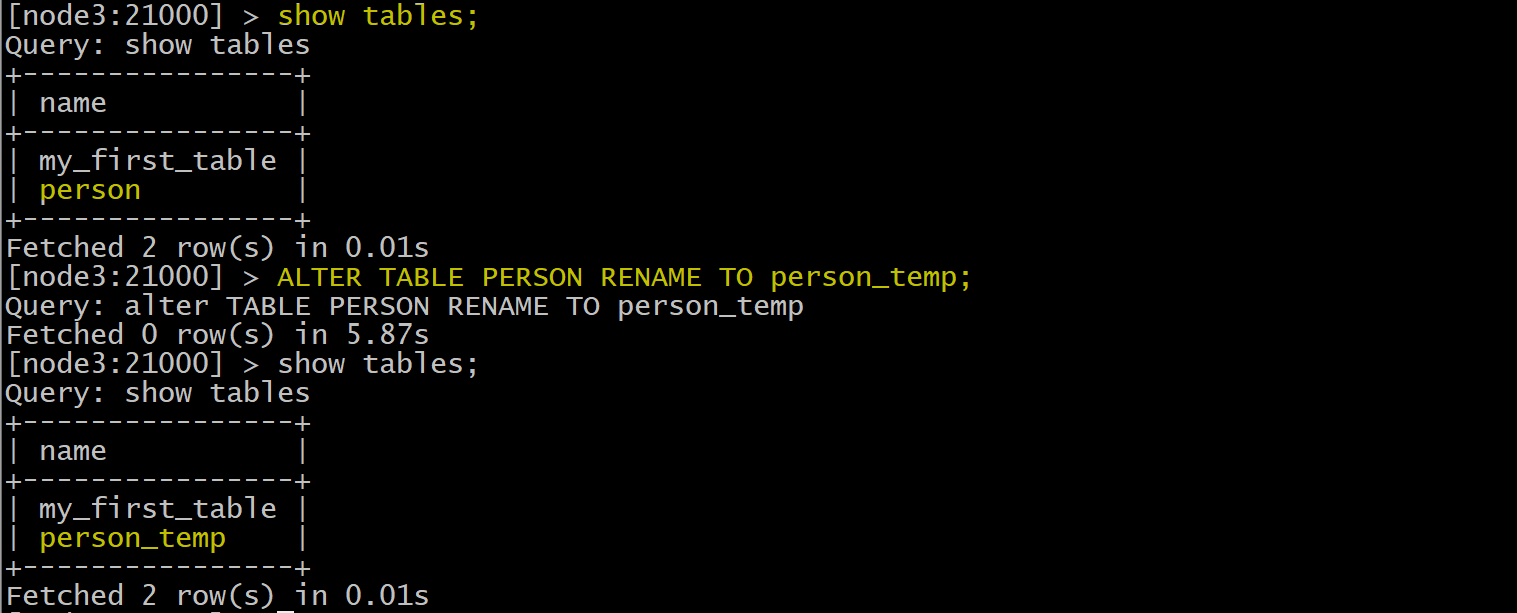 [node3:21000] > show tables;
Query: show tables
+----------------+
| name           |
+----------------+
| my_first_table |
| person         |
+----------------+
Fetched 2 row(s) in 0.01s
[node3:21000] > ALTER TABLE PERSON RENAME TO person_temp;
Query: alter TABLE PERSON RENAME TO person_temp
Fetched 0 row(s) in 5.87s
[node3:21000] > show tables;
Query: show tables
+----------------+
| name           |
+----------------+
| my_first_table |
| person_temp    |
+----------------+
Fetched 2 row(s) in 0.01s